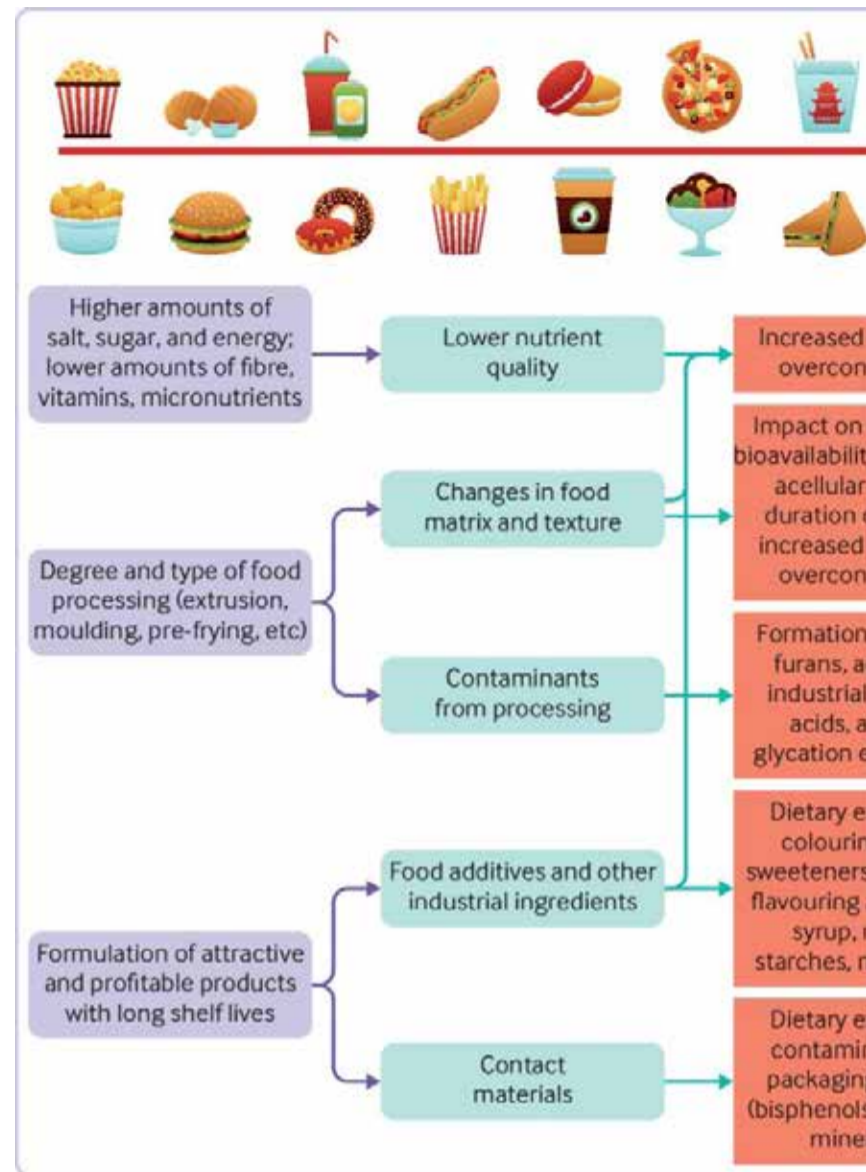 Higher amounts of
salt, sugar, and energy;
lower amounts of fibre,
vitamins, micronutrients
Lower nutrient
quality
Increased
overcon
Changes in food
matrix and texture
Impact on
bioavailabilit
acellular
duration
increased
overcon
Degree and type of food
processing (extrusion,
moulding, pre-frying, etc)
Contaminants
from processing
Formation
furans, a
industrial
acids, a
glycation e
Food additives and other
industrial ingredients
Dietary e
colourin
sweeteners
flavouring
syrup,
starches, m
Formulation of attractive
and profitable products
with long shelf lives
Contact
materials
Dietary e
contamin
packaging
(bisphenols
mine